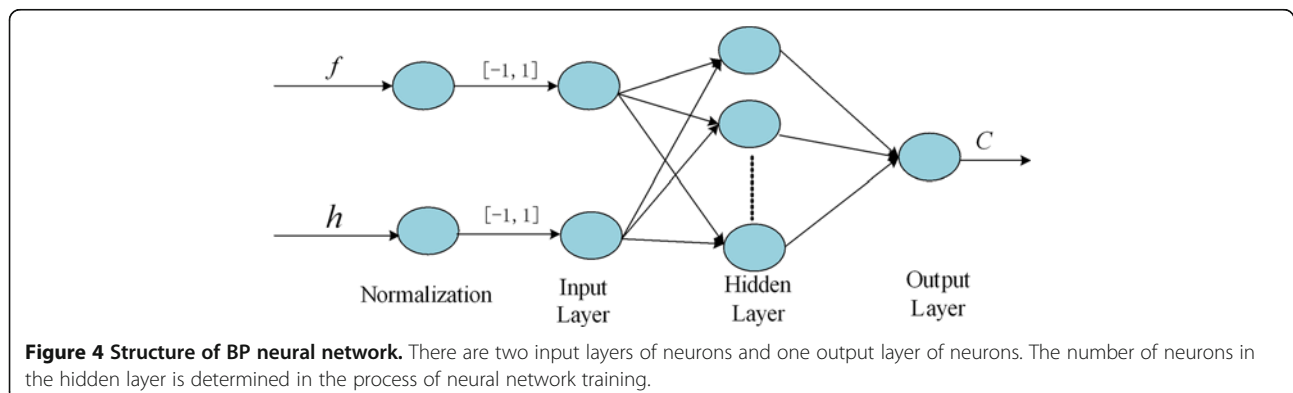 f
[-1, 1]
C
h
[-1, 1]
Normalization
Input
Layer
Hidden
Layer
Output
Layer
Figure 4 Structure of BP neural network. There are two input layers of neurons and one output layer of neurons. The number of neurons in
the hidden layer is determined in the process of neural network training.